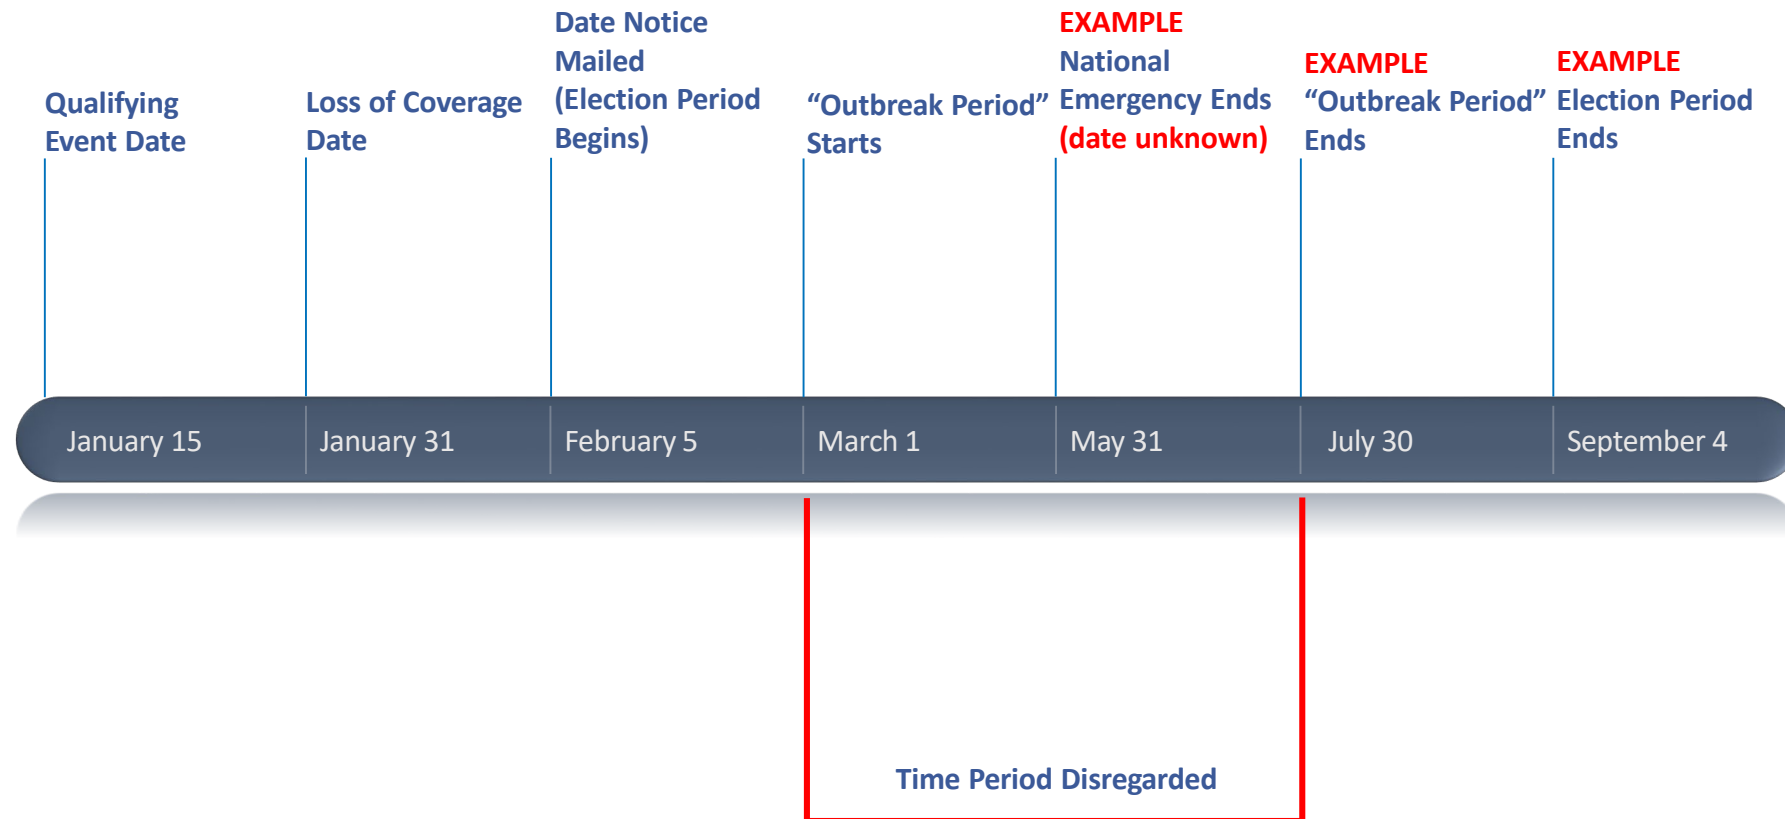 Qualifying
Event Date
Loss of Coverage
Date
Date Notice
Mailed
(Election Period
Begins)
“Outbreak Period”
Starts
EXAMPLE
National
Emergency Ends
(date unknown)
EXAMPLE
“Outbreak Period”
Ends
EXAMPLE
Election Period
Ends
January 15
January 31
February 5
March 1
May 31
July 30
September 4
Time Period Disregarded